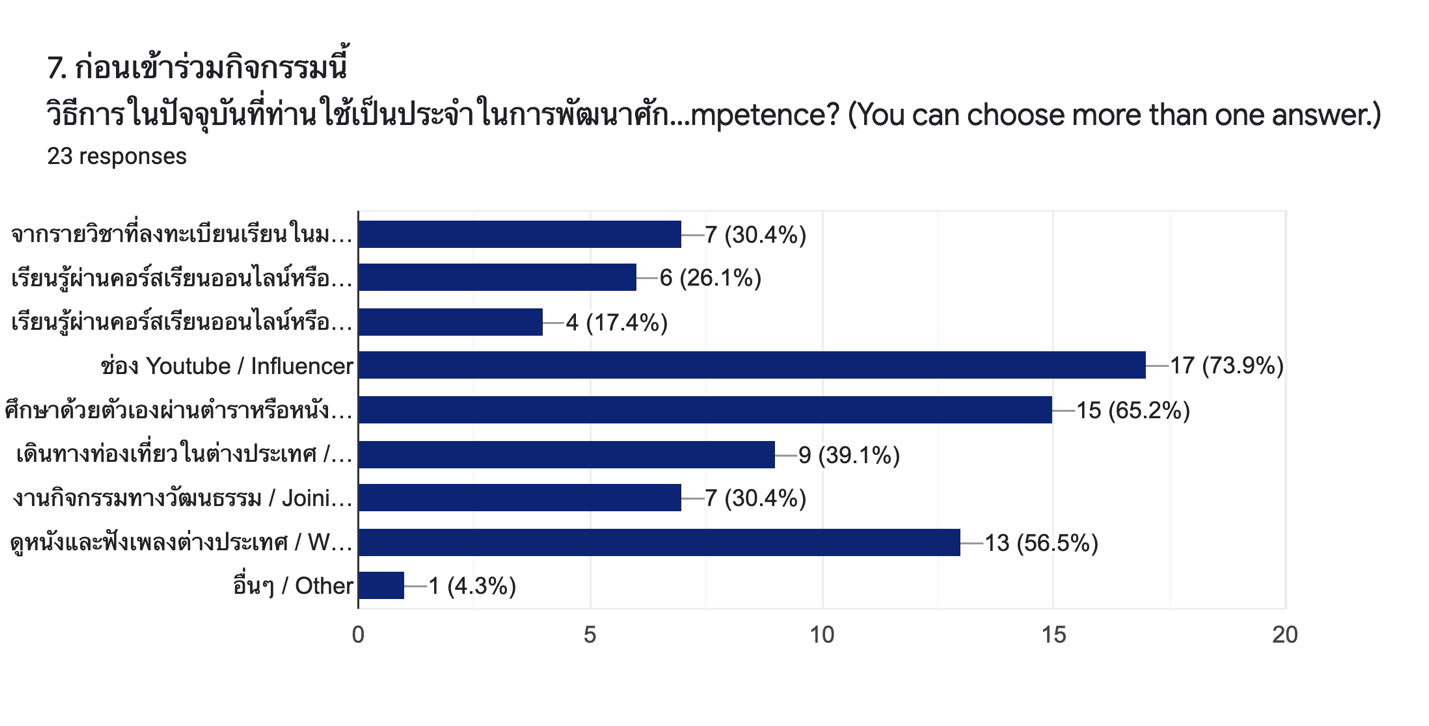 7. ก่อนเข้าร่วมกิจกรรมนี้
วิธีการในปัจจุบันที่ท่านใช้เป็นประจำในการพัฒนาศัก...mpetence? (You can choose more than one answer.)
23 responses
จากรายวิชาที่ลงทะเบียนเรียนในม... 7 (30.4%)
เรียนรู้ผ่านคอร์สเรียนออนไลน์หรือ... 6 (26.1%)
เรียนรู้ผ่านคอร์สเรียนออนไลน์หรือ... 4 (17.4%)
ช่อง Youtube / Influencer 17 (73.9%)
ศึกษาด้วยตัวเองผ่านตำราหรือหนัง... 15 (65.2%)
เดินทางท่องเที่ยวในต่างประเทศ /... 9 (39.1%)
งานกิจกรรมทางวัฒนธรรม / Joini... 7 (30.4%)
ดูหนังและฟังเพลงต่างประเทศ / W... 13 (56.5%)
อื่นๆ / Other 1 (4.3%)
0 5 10 15 20